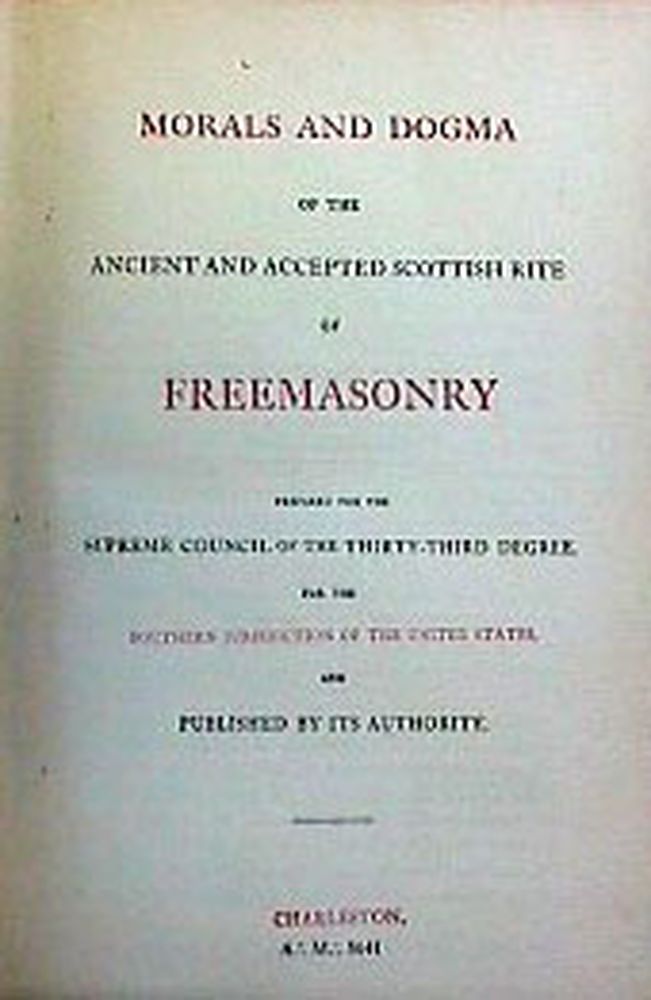 MORALS AND DOGMA
OF THE
ANCIENT AND ACCEPTED SCOTTISH RITE
OF
FREEMASONRY
PREPARED FOR THE
SUPREME COUNCIL OF THE THIRTY-THIRD DEGREE,
FOR THE
SOUTHERN JURISDICTION OF THE UNITED STATES,
AND
PUBLISHED BY ITS AUTHORITY.
CHARLESTON,
A∴ M∴